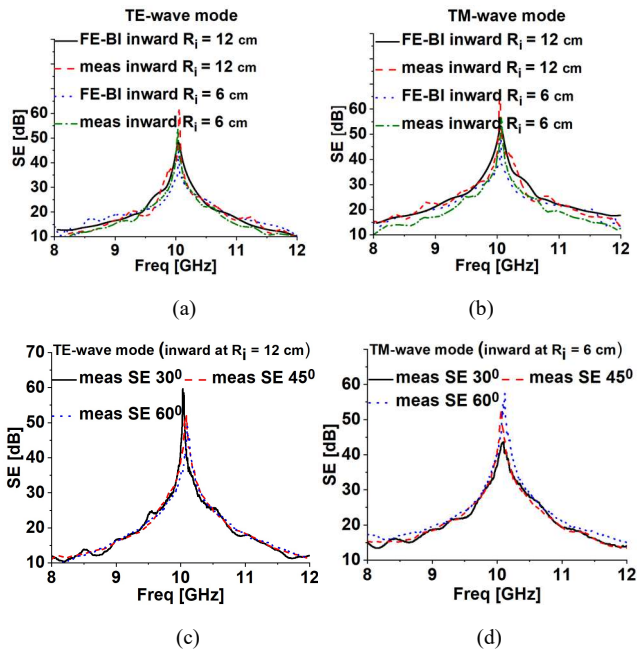 TE-wave mode
FE-BI inward Ri = 12 cm
meas inward Ri = 12 cm
FE-BI inward Ri = 6 cm
meas inward Ri = 6 cm
SE [dB]
60
50
40
30
20
10
8 9 10 11 12
Freq [GHz]
(a)
TM-wave mode
FE-BI inward Ri = 12 cm
meas inward Ri = 12 cm
FE-BI inward Ri = 6 cm
meas inward Ri = 6 cm
SE [dB]
60
50
40
30
20
10
8 9 10 11 12
Freq [GHz]
(b)
TE-wave mode (inward at Ri = 12 cm)
meas SE 30⁰ meas SE 45⁰
meas SE 60⁰
SE [dB]
70
60
50
40
30
20
10
8 9 10 11 12
Freq [GHz]
(c)
TM-wave mode (inward at Ri = 6 cm)
meas SE 30⁰ meas SE 45⁰
meas SE 60⁰
SE [dB]
60
50
40
30
20
10
8 9 10 11 12
Freq [GHz]
(d)